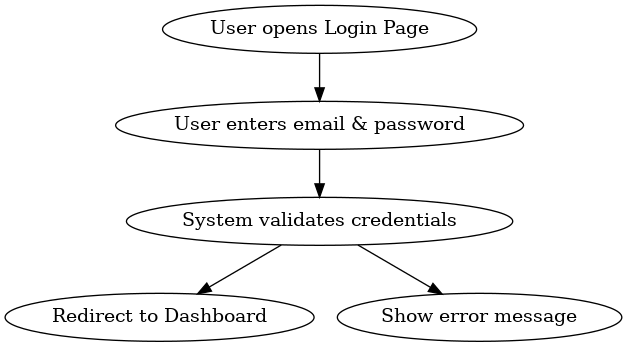 User opens Login Page
User enters email & password
System validates credentials
Redirect to Dashboard
Show error message